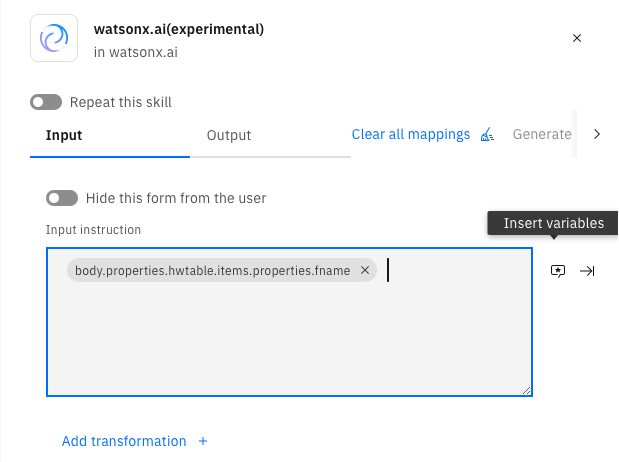 watsonx.ai(experimental)
in watsonx.ai
Repeat this skill
Input
Output
Clear all mappings
Generate
Hide this form from the user
Insert variables
Input instruction
body.properties.hwtable.items.properties.fname
Add transformation +